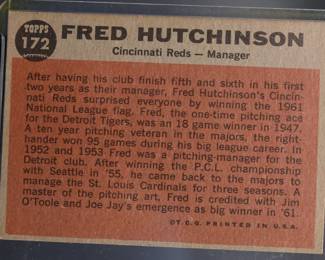 TOPPS
172
FRED HUTCHINSON
Cincinnati Reds — Manager
After having his club finish fifth and sixth in his first
two years as their manager, Fred Hutchinson's Cincin-
nati Reds surprised everyone by winning the 1961
National League flag. Fred, the one-time pitching ace
for the Detroit Tigers, was an 18 game winner in 1947.
A ten year pitching veteran in the majors, the right-
hander won 95 games during his big league career. In
1952 and 1953 Fred was a pitching-manager for the
Detroit club. After winning the P.C.L. championship
with Seattle in '55, he came back to the majors to
manage the St. Louis Cardinals for three seasons. A
master of the pitching art, Fred is credited with Jim
O'Toole and Joe Jay's emergence as big winner in '61.
©T.C.G. PRINTED IN U.S.A.